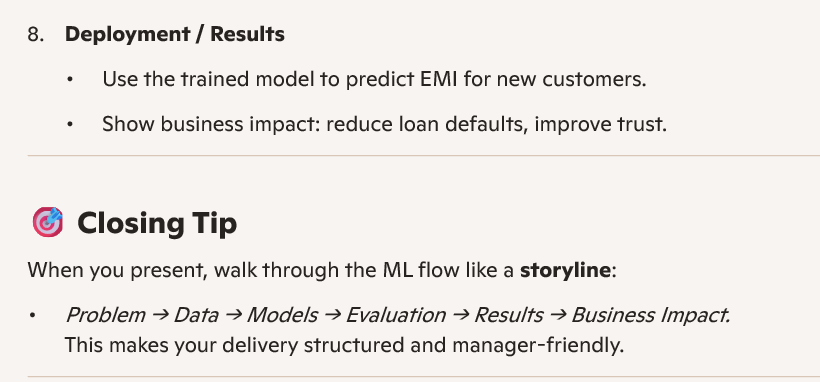 8. Deployment / Results
• Use the trained model to predict EMI for new customers.
• Show business impact: reduce loan defaults, improve trust.
🎯 Closing Tip
When you present, walk through the ML flow like a storyline:
• Problem → Data → Models → Evaluation → Results → Business Impact.
This makes your delivery structured and manager-friendly.